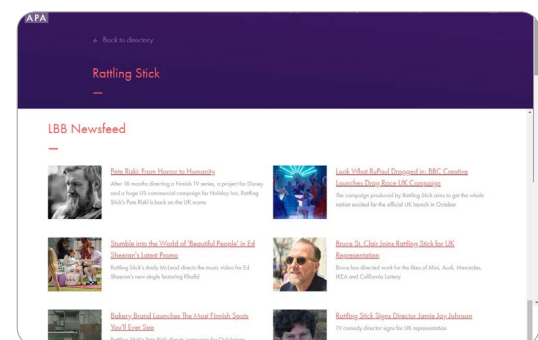 APA
← Back to directory
Rattling Stick
LBB Newsfeed
Pete Riski: From Horror to Humanity
After 18 months directing a Finnish TV series, a project for Disney
and a huge US commercial campaign for Holiday Inn, Rattling
Stick's Pete Riski is back on the UK scene
Look What RuPaul Dragged in: BBC Creative
Launches Drag Race UK Campaign
The campaign produced by Rattling Stick aims to get the whole
nation excited for the official UK launch in October
Stumble into the World of 'Beautiful People' in Ed
Sheeran's Latest Promo
Rattling Stick's Andy McLeod directs the music video for Ed
Sheeran's new single featuring Khalid
Bruce St. Clair Joins Rattling Stick for UK
Representation
Bruce has directed work for the likes of Mini, Audi, Mercedes,
IKEA and California Lottery
Bakery Brand Launches The Most Finnish Spots
You'll Ever See
Rattling Stick Signs Director Jamie Jay Johnson
TV comedy director signs for UK representation